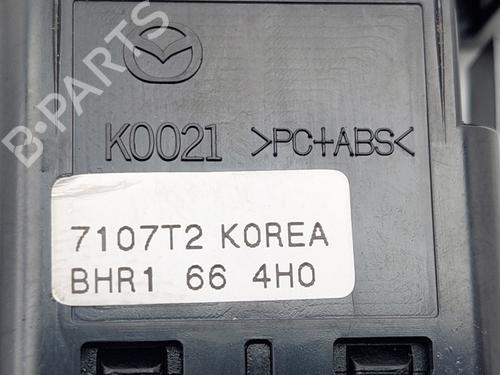 B-PARTS
K0021 >PC+ABS<
7107T2 KOREA
BHR1 66 4H0